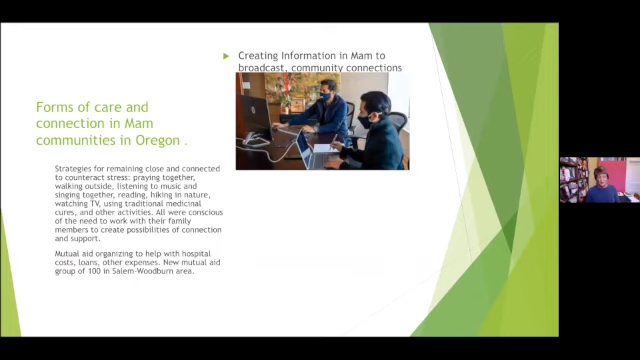 Creating Information in Mam to
broadcast, community connections
Forms of care and
connection in Mam
communities in Oregon .
Strategies for remaining close and connected
to counteract stress: praying together,
walking outside, listening to music and
singing together, reading, hiking in nature,
watching TV, using traditional medicinal
cures, and other activities. All were conscious
of the need to work with their family
members to create possibilities of connection
and support.
Mutual aid organizing to help with hospital
costs, loans, other expenses. New mutual aid
group of 100 in Salem-Woodburn area.